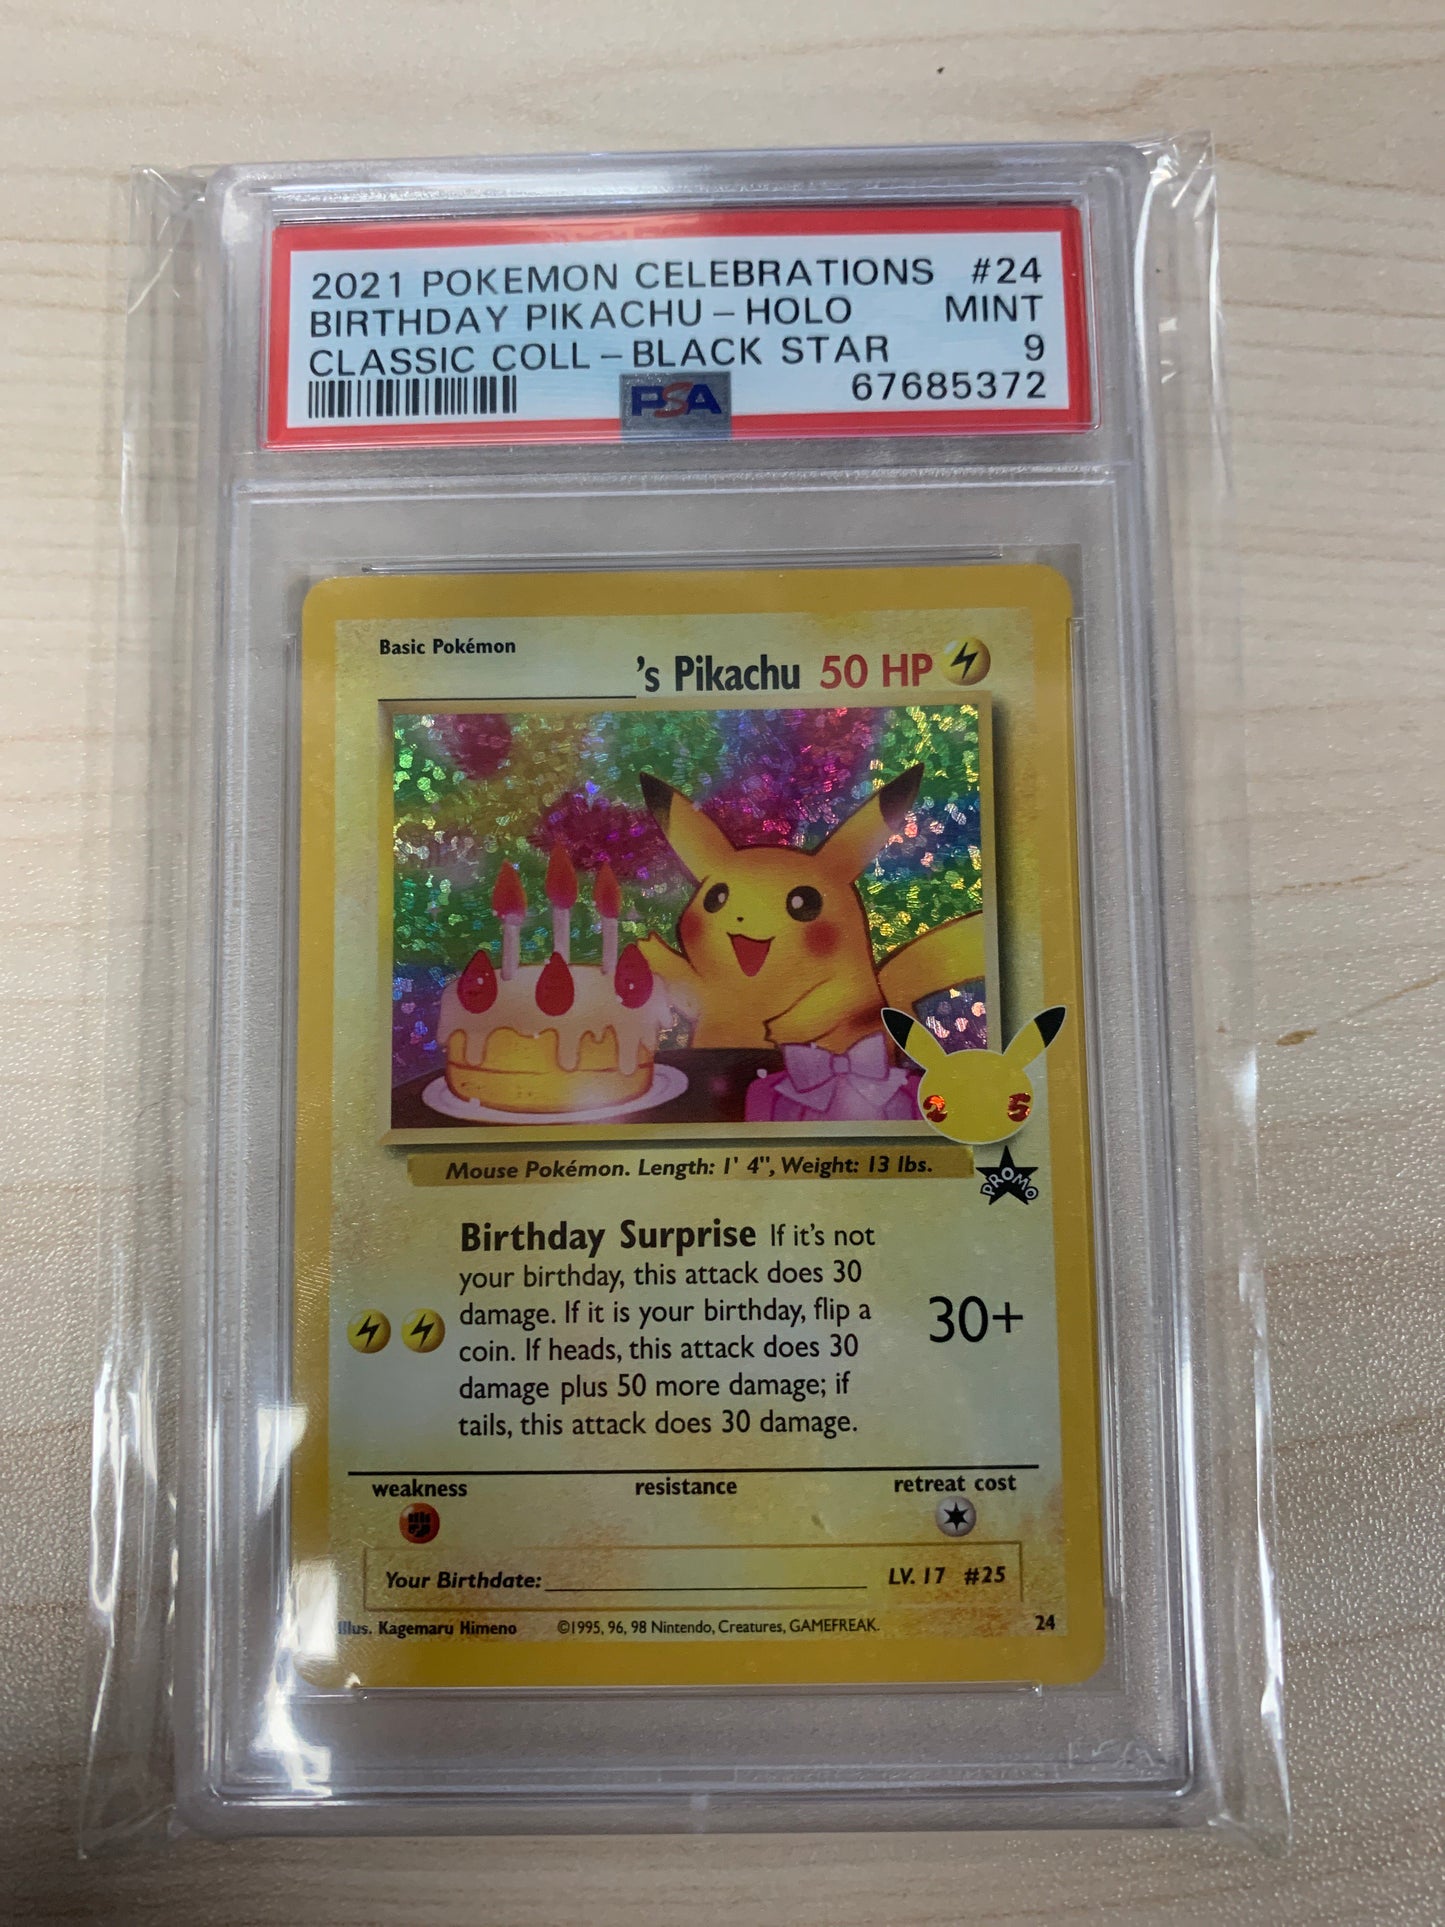 2021 POKEMON CELEBRATIONS #24
BIRTHDAY PIKACHU – HOLO MINT
CLASSIC COLL – BLACK STAR 9
PSA 67685372
Basic Pokémon
's Pikachu 50 HP
2 5
Mouse Pokémon. Length: 1' 4", Weight: 13 lbs.
PROMO
Birthday Surprise If it's not
your birthday, this attack does 30
damage. If it is your birthday, flip a
coin. If heads, this attack does 30
damage plus 50 more damage; if
tails, this attack does 30 damage.
30+
weakness resistance retreat cost
Your Birthdate: LV. 17 #25
Illus. Kagemaru Himeno ©1995, 96, 98 Nintendo, Creatures, GAMEFREAK. 24
PSA